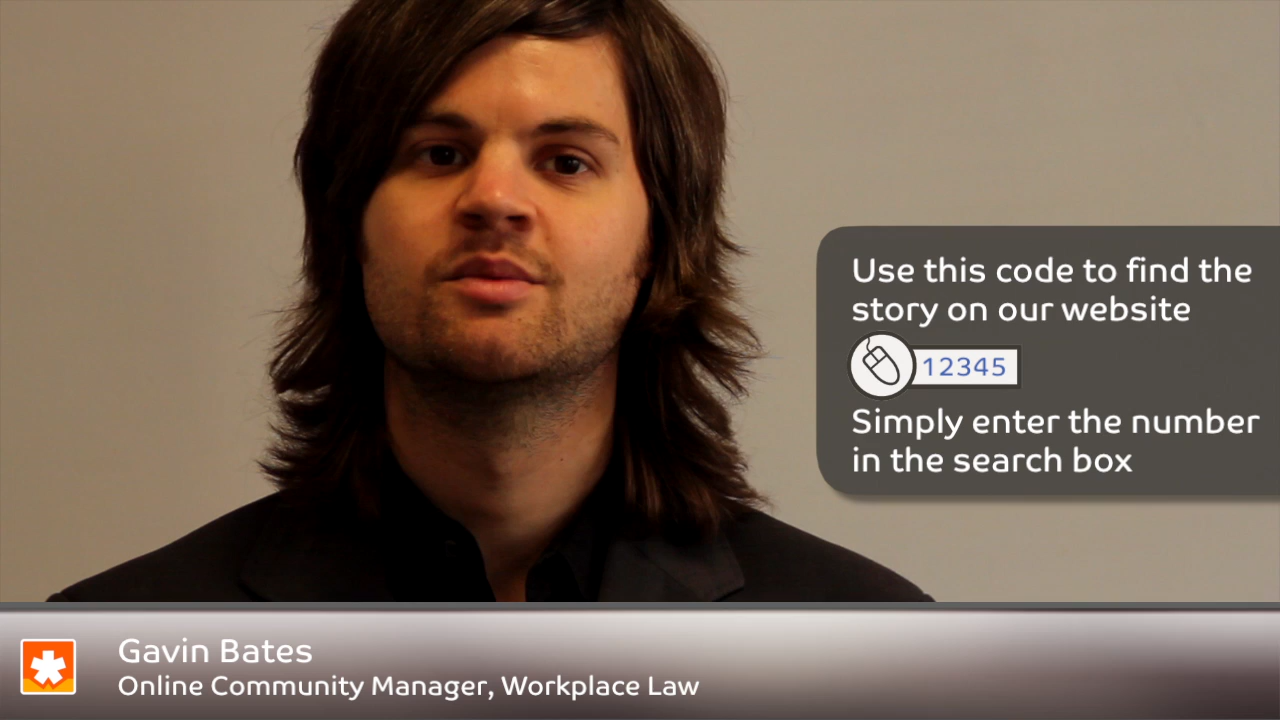 Use this code to find the
story on our website
12345
Simply enter the number
in the search box
Gavin Bates
Online Community Manager, Workplace Law